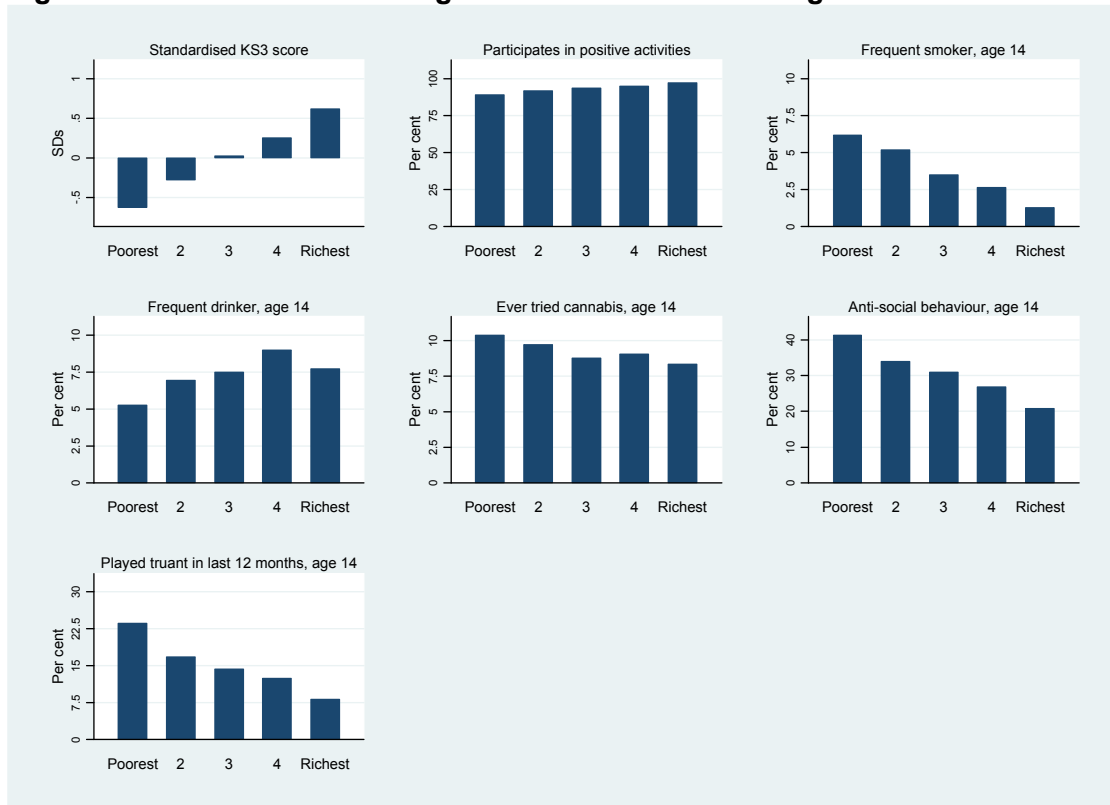 Standardised KS3 score
SDs
1
.5
0
-.5
Poorest 2 3 4 Richest
Participates in positive activities
Per cent
100
75
50
25
0
Poorest 2 3 4 Richest
Frequent smoker, age 14
Per cent
10
7.5
5
2.5
0
Poorest 2 3 4 Richest
Frequent drinker, age 14
Per cent
10
7.5
5
2.5
0
Poorest 2 3 4 Richest
Ever tried cannabis, age 14
Per cent
10
7.5
5
2.5
0
Poorest 2 3 4 Richest
Anti-social behaviour, age 14
Per cent
40
30
20
10
0
Poorest 2 3 4 Richest
Played truant in last 12 months, age 14
Per cent
30
22.5
15
7.5
0
Poorest 2 3 4 Richest